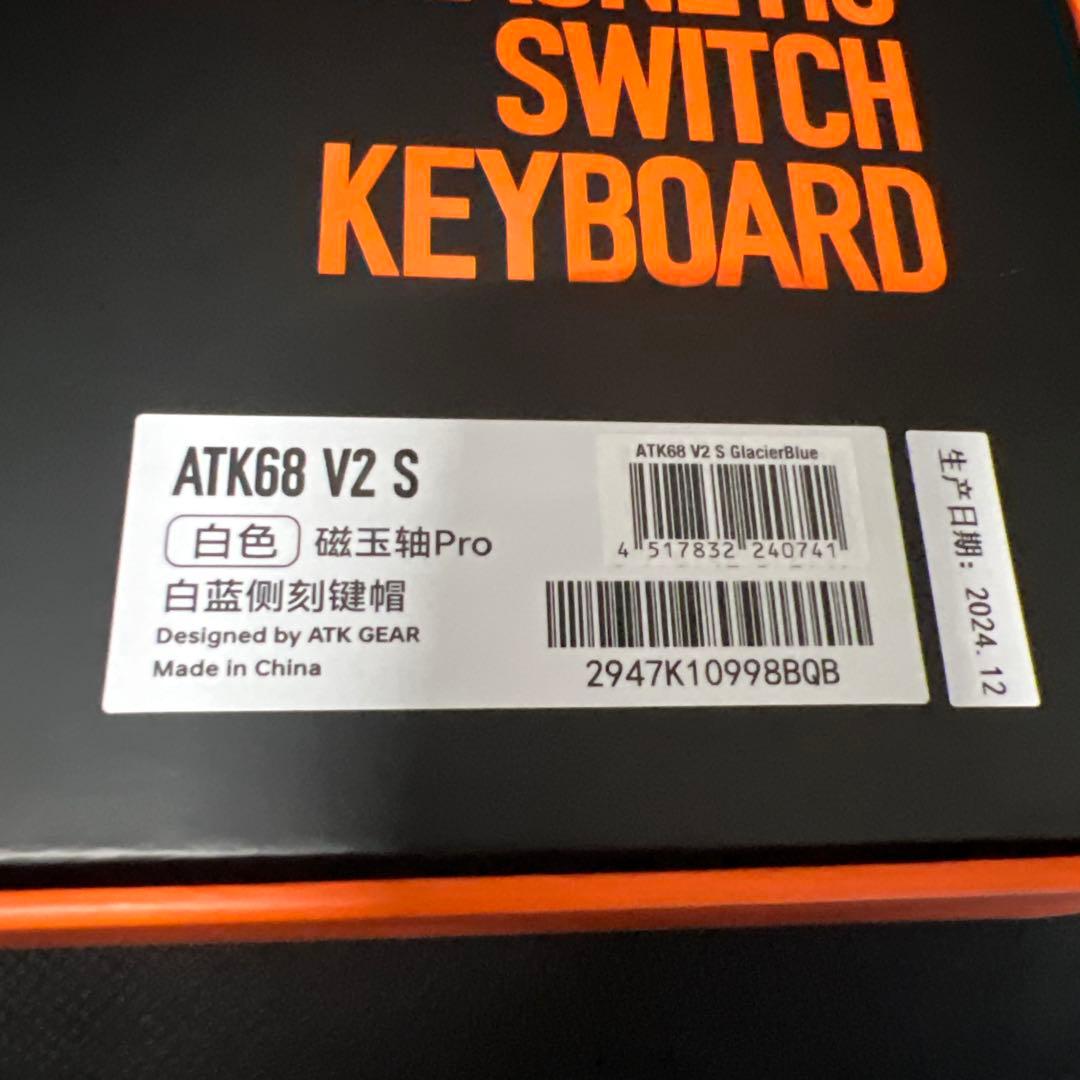 SWITCH
KEYBOARD
ATK68 V2 S
白色 磁玉轴Pro
白蓝侧刻键帽
Designed by ATK GEAR
Made in China
ATK68 V2 S GlacierBlue
4 517832 240741
2947K10998BQB
生产日期：2024.12